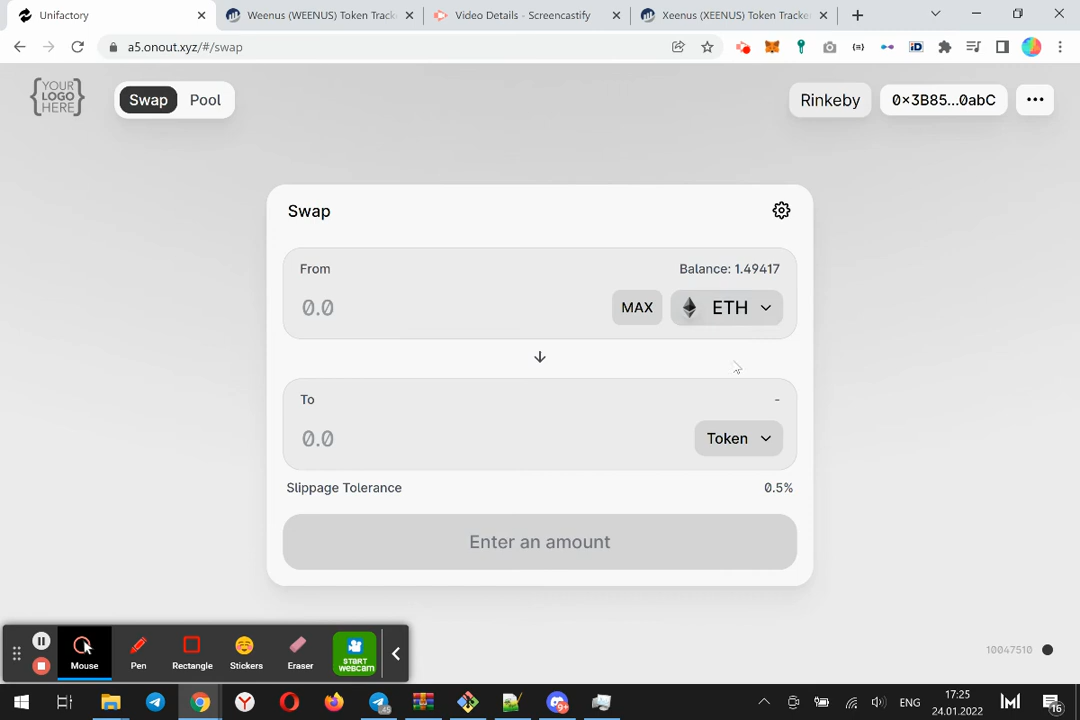 Unifactory
Weenus (WEENUS) Token Tracke
Video Details - Screencastify
Xeenus (XEENUS) Token Tracker
a5.onout.xyz/#/swap
YOUR LOGO HERE
Swap
Pool
Rinkeby
0×3B85...0abC
Swap
From
Balance: 1.49417
0.0
MAX
ETH
To
-
0.0
Token
Slippage Tolerance
0.5%
Enter an amount
Mouse
Pen
Rectangle
Stickers
Eraser
START WEBCAM
10047510
ENG
17:25
24.01.2022
16